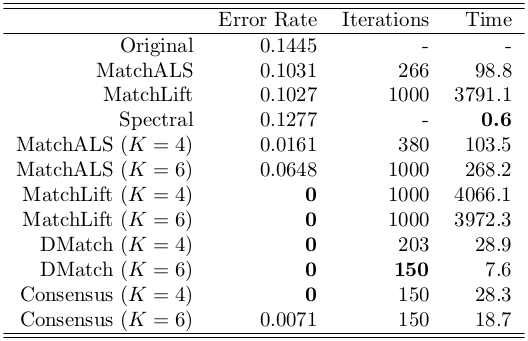 Error Rate Iterations Time
Original 0.1445 - -
MatchALS 0.1031 266 98.8
MatchLift 0.1027 1000 3791.1
Spectral 0.1277 - 0.6
MatchALS (K = 4) 0.0161 380 103.5
MatchALS (K = 6) 0.0648 1000 268.2
MatchLift (K = 4) 0 1000 4066.1
MatchLift (K = 6) 0 1000 3972.3
DMatch (K = 4) 0 203 28.9
DMatch (K = 6) 0 150 7.6
Consensus (K = 4) 0 150 28.3
Consensus (K = 6) 0.0071 150 18.7